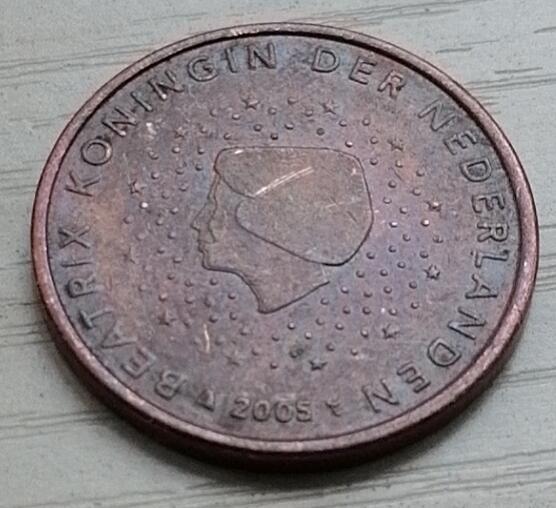 BEATRIX KONINGIN DER NEDERLANDEN
2005